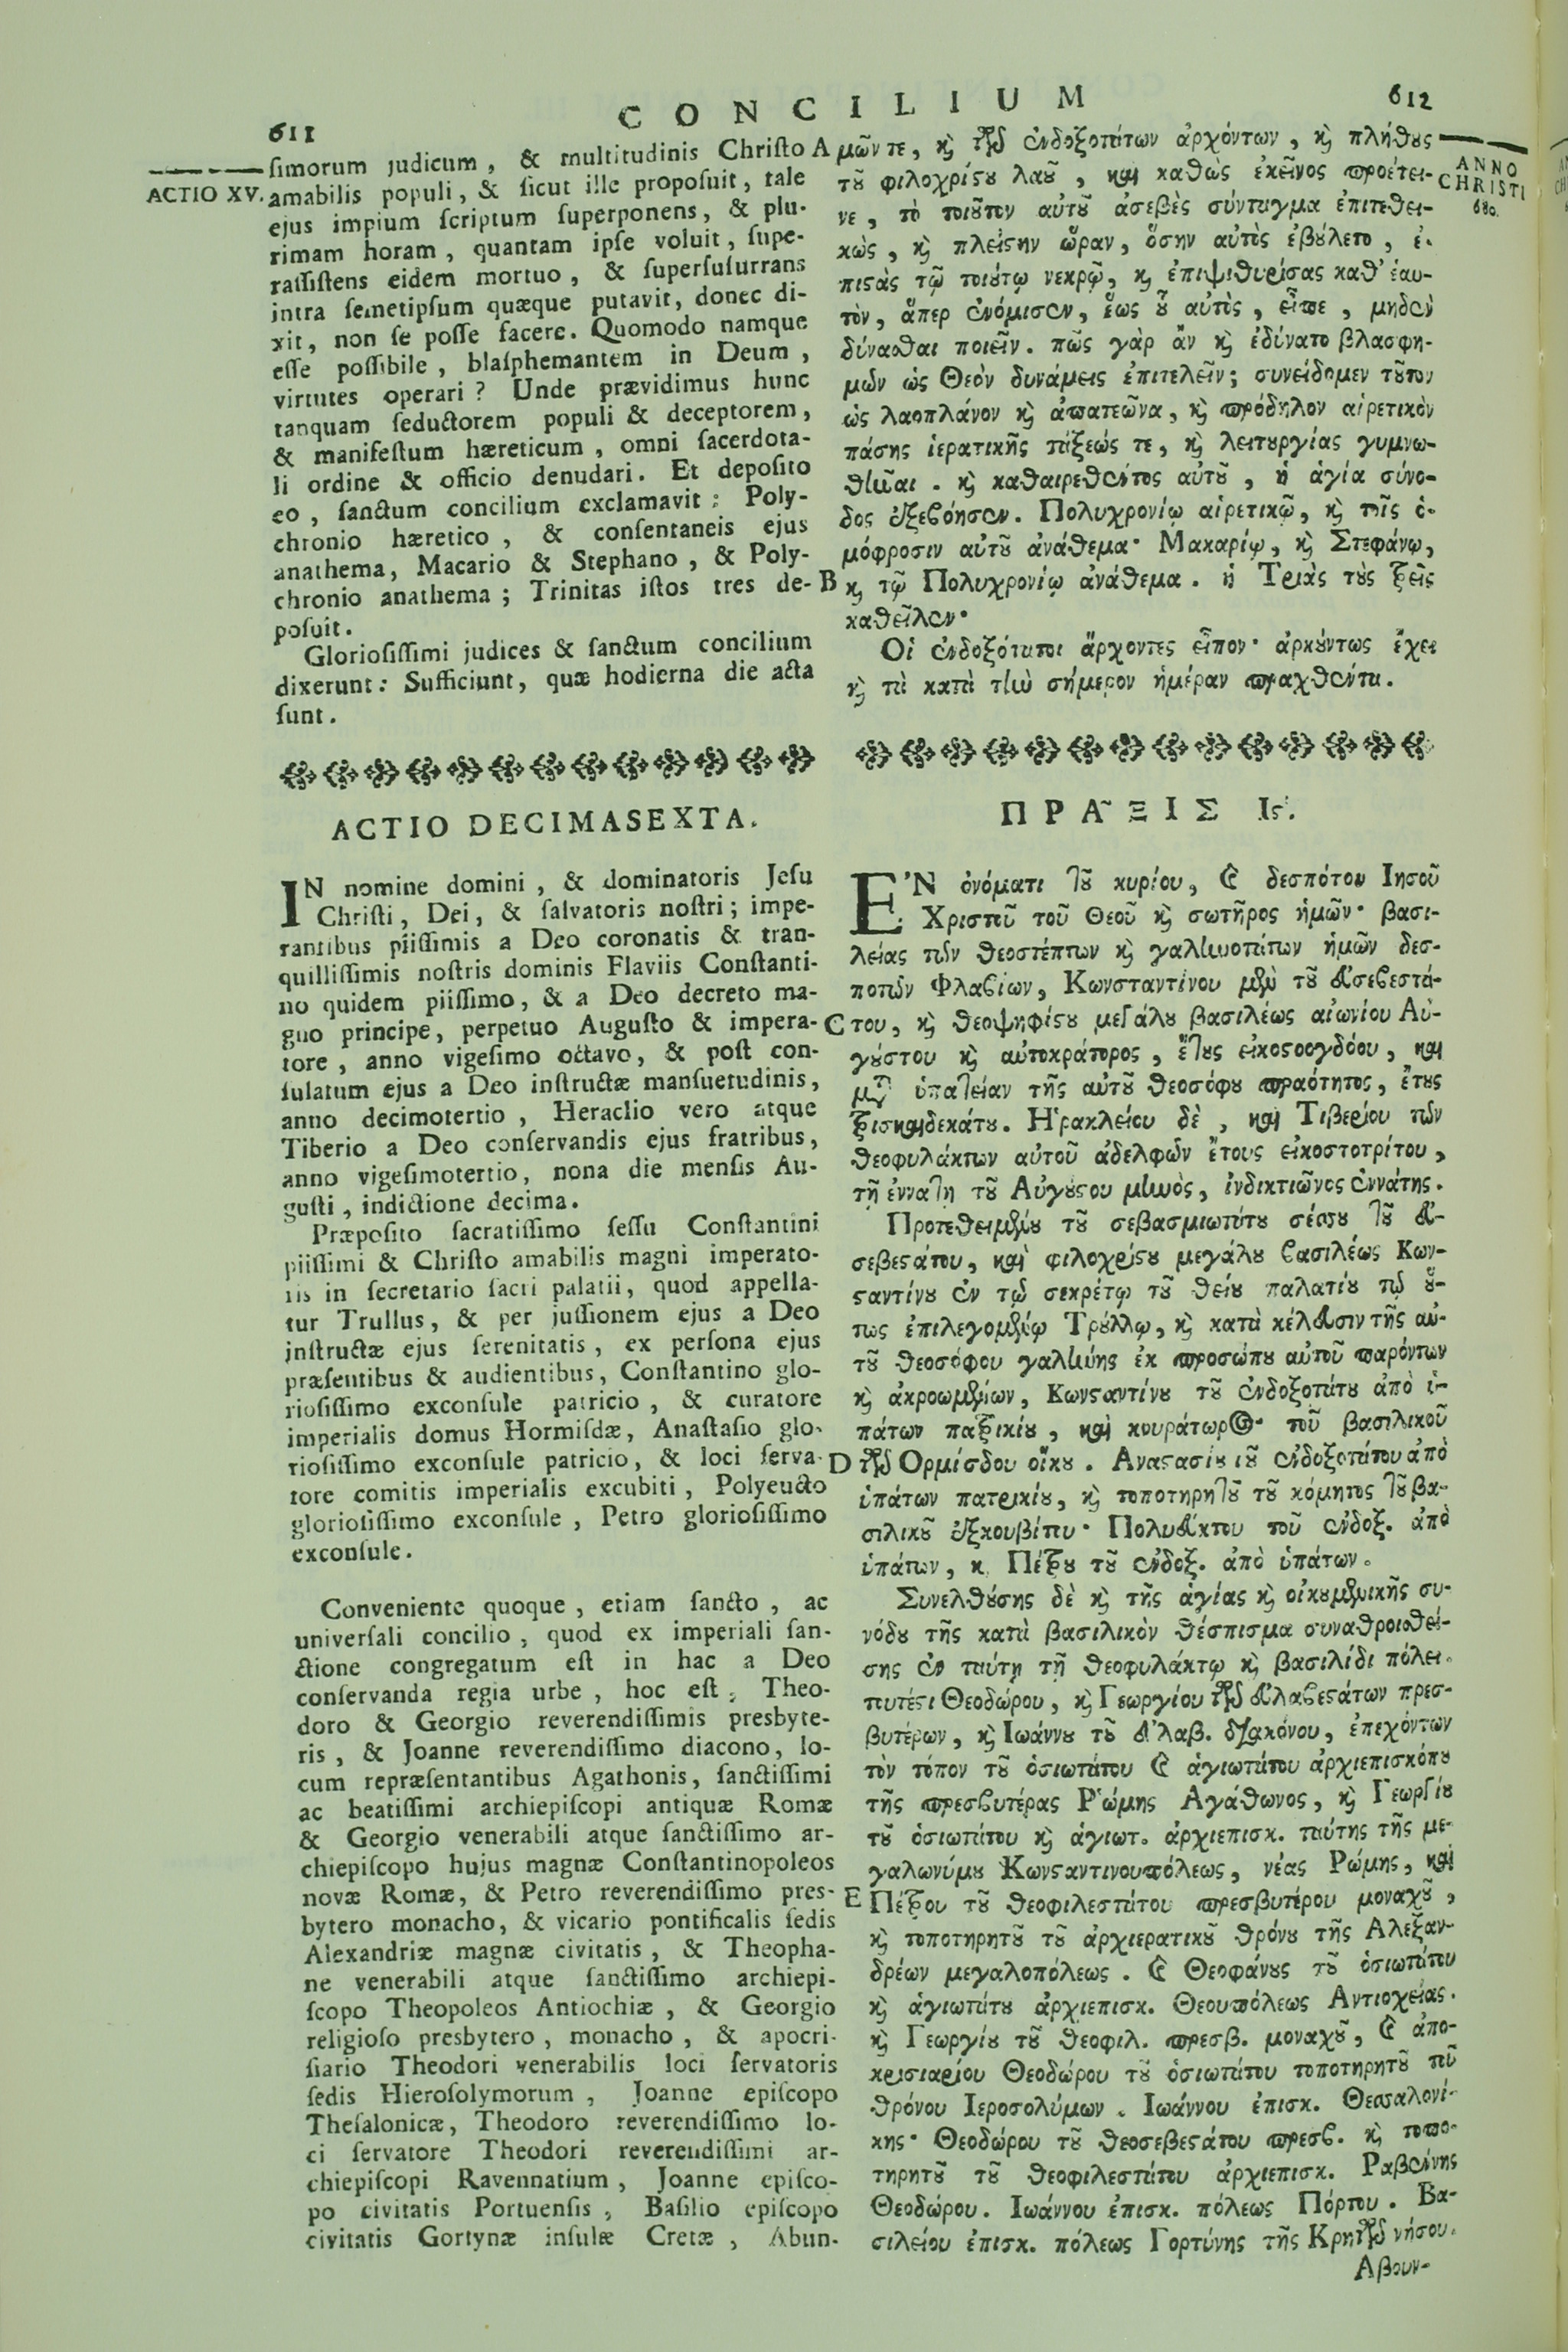 611
CONCILIUM
612
ACTIO XV.
ſimorum judicum, & multitudinis Chriſto
amabilis populi, & ſicut ille propoſuit, tale
ejus impium ſcriptum ſuperponens, & plu-
rimam horam, quantam ipſe voluit, ſupe-
raſſiſtens eidem mortuo, & ſuperſuſurrans
intra ſemetipſum quæque putavit, donec di-
xit, non ſe poſſe facere. Quomodo namque
eſſe poſſibile, blaſphemantem in Deum,
virtutes operari? Unde prævidimus hunc
tanquam ſeductorem populi & deceptorem,
& manifeſtum hæreticum, omni ſacerdota-
li ordine & officio denudari. Et depoſito
eo, ſanctum concilium exclamavit: Poly-
chronio hæretico, & conſentaneis ejus
anathema, Macario & Stephano, & Poly-
chronio anathema; Trinitas iſtos tres de-
poſuit.
Glorioſiſſimi judices & ſanctum concilium
dixerunt: Sufficiunt, quæ hodierna die acta
ſunt.
ACTIO DECIMASEXTA.
IN nomine domini, & dominatoris Jeſu
Chriſti, Dei, & ſalvatoris noſtri; impe-
rantibus piiſſimis a Deo coronatis & tran-
quilliſſimis noſtris dominis Flaviis Conſtanti-
no quidem piiſſimo, & a Deo decreto ma-
gno principe, perpetuo Auguſto & impera-
tore, anno vigeſimo octavo, & poſt con-
ſulatum ejus a Deo inſtructæ manſuetudinis,
anno decimotertio, Heraclio vero atque
Tiberio a Deo conſervandis ejus fratribus,
anno vigeſimotertio, nona die menſis Au-
guſti, indictione decima.
Præpoſito ſacratiſſimo ſeſſu Conſtantini
piiſſimi & Chriſto amabilis magni imperato-
ris in ſecretario ſacri palatii, quod appella-
tur Trullus, & per juſſionem ejus a Deo
inſtructæ ejus ſerenitatis, ex perſona ejus
præſentibus & audientibus, Conſtantino glo-
rioſiſſimo exconſule patricio, & curatore
imperialis domus Hormiſdæ, Anaſtaſio glo-
rioſiſſimo exconſule patricio, & loci ſerva-
tore comitis imperialis excubiti, Polyeucto
glorioſiſſimo exconſule, Petro glorioſiſſimo
exconſule.
Conveniente quoque, etiam ſancto, ac
univerſali concilio, quod ex imperiali ſan-
ctione congregatum eſt in hac a Deo
conſervanda regia urbe, hoc eſt; Theo-
doro & Georgio reverendiſſimis presbyte-
ris, & Joanne reverendiſſimo diacono, lo-
cum repræſentantibus Agathonis, ſanctiſſimi
ac beatiſſimi archiepiſcopi antiquæ Romæ
& Georgio venerabili atque ſanctiſſimo ar-
chiepiſcopo hujus magnæ Conſtantinopoleos
novæ Romæ, & Petro reverendiſſimo pres-
bytero monacho, & vicario pontificalis ſedis
Alexandriæ magnæ civitatis, & Theopha-
ne venerabili atque ſanctiſſimo archiepi-
ſcopo Theopoleos Antiochiæ, & Georgio
religioſo presbytero, monacho, & apocri-
ſiario Theodori venerabilis loci ſervatoris
ſedis Hieroſolymorum, Joanne epiſcopo
Theſalonicæ, Theodoro reverendiſſimo lo-
ci ſervatore Theodori reverendiſſimi ar-
chiepiſcopi Ravennatium, Joanne epiſco-
po civitatis Portuenſis, Baſilio epiſcopo
civitatis Gortynæ inſulæ Cretæ, Abun-
A
B
C
D
E
μῶν τε, καὶ τῶν ἐνδοξοτάτων ἀρχόντων, καὶ πλήθους
τοῦ φιλοχρίστου λαοῦ, καὶ καθὼς ἐκεῖνος προέτει-
νε, τὸ τοιοῦτον αὐτοῦ ἀσεβὲς σύνταγμα ἐπιτεθει-
κὼς, καὶ πλείστην ὥραν, ὅσην αὐτὸς ἐβούλετο, ἐ-
πιστὰς τῷ τοιούτῳ νεκρῷ, καὶ ἐπιψιθυρίσας καθ' ἑαυ-
τὸν, ἅπερ ἐνόμισεν, ἕως οὗ αὐτὸς, εἶπε, μηδὲν
δύνασθαι ποιεῖν. πῶς γὰρ ἂν καὶ ἐδύνατο βλασφη-
μῶν ὡς Θεὸν δυνάμεις ἐπιτελεῖν; συνείδομεν τοῦτον
ὡς λαοπλάνον καὶ ἀπατεῶνα, καὶ πρόδηλον αἱρετικὸν
πάσης ἱερατικῆς τάξεώς τε, καὶ λειτουργίας γυμνω-
θῆναι. καὶ καθαιρεθέντος αὐτοῦ, ἡ ἁγία σύνο-
δος ἐξεβόησεν. Πολυχρονίῳ αἱρετικῷ, καὶ τοῖς ὁ-
μόφροσιν αὐτοῦ ἀνάθεμα· Μακαρίῳ, καὶ Στεφάνῳ,
καὶ τῷ Πολυχρονίῳ ἀνάθεμα. ἡ Τριὰς τοὺς τρεῖς
καθεῖλεν·
Οἱ ἐνδοξότατοι ἄρχοντες εἶπον· ἀρκούντως ἔχει
καὶ τὰ κατὰ τὴν σήμερον ἡμέραν πραχθέντα.
ΠΡΑ͂ΞΙΣ Ις'.
Ἐ'Ν ὀνόματι τοῦ κυρίου, καὶ δεσπότου Ιησοῦ
Χριστοῦ τοῦ Θεοῦ καὶ σωτῆρος ἡμῶν· βασι-
λείας τῶν θεοστέπτων καὶ γαληνοτάτων ἡμῶν δεσ-
ποτῶν Φλαβίων, Κωνσταντίνου μὲν τοῦ εὐσεβεστά-
του, καὶ θεοψηφίστου μεγάλου βασιλέως αἰωνίου Αὐ-
γούστου καὶ αὐτοκράτορος, ἔτους εἰκοστοογδόου, καὶ
μετὰ ὑπατείαν τῆς αὐτοῦ θεοσόφου πραότητος, ἔτους
τρισκαιδεκάτου. Ἡρακλείου δὲ, καὶ Τιβερίου τῶν
θεοφυλάκτων αὐτοῦ ἀδελφῶν ἔτους εἰκοστοτρίτου,
τῇ ἐννάτῃ τοῦ Αὐγούστου μηνὸς, ἰνδικτιῶνος ἐννάτης.
Προτεθειμένου τοῦ σεβασμιωτάτου σέσσου τοῦ εὐ-
σεβεστάτου, καὶ φιλοχρίστου μεγάλου βασιλέως Κων-
σταντίνου ἐν τῷ σεκρέτῳ τοῦ θείου παλατίου τῷ οὕ-
τως ἐπιλεγομένῳ Τρούλλῳ, καὶ κατὰ κέλευσιν τῆς αὐ-
τοῦ θεοσόφου γαλήνης ἐκ προσώπου αὐτοῦ παρόντων
καὶ ἀκροωμένων, Κωνσταντίνου τοῦ ἐνδοξοτάτου ἀπὸ ὑ-
πάτων πατρικίου, καὶ κουράτωρος τοῦ βασιλικοῦ
τῶν Ορμίσδου οἴκου. Αναστασίου τοῦ ἐνδοξοτάτου ἀπὸ
ὑπάτων πατρικίου, καὶ τοποτηρητοῦ τοῦ κόμητος τοῦ βα-
σιλικοῦ ἐξκουβίτου· Πολυεύκτου τοῦ ἐνδοξ. ἀπὸ
ὑπάτων, κ. Πέτρου τοῦ ἐνδοξ. ἀπὸ ὑπάτων.
Συνελθούσης δὲ καὶ τῆς ἁγίας καὶ οἰκουμενικῆς συ-
νόδου τῆς κατὰ βασιλικὸν θέσπισμα συναθροισθεί-
σης ἐν ταύτῃ τῇ θεοφυλάκτῳ καὶ βασιλίδι πόλει.
τουτέστι Θεοδώρου, καὶ Γεωργίου τῶν εὐλαβεστάτων πρεσ-
βυτέρων, καὶ Ιωάννου τοῦ εὐλαβ. διακόνου, ἐπεχόντων
τὸν τόπον τοῦ ὁσιωτάτου καὶ ἁγιωτάτου ἀρχιεπισκόπου
τῆς πρεσβυτέρας Ῥώμης Αγάθωνος, καὶ Γεωργίου
τοῦ ὁσιωτάτου καὶ ἁγιωτ. ἀρχιεπισκ. ταύτης τῆς με-
γαλωνύμου Κωνσταντινουπόλεως, νέας Ρώμης, καὶ
Πέτρου τοῦ θεοφιλεστάτου πρεσβυτέρου μοναχοῦ,
καὶ τοποτηρητοῦ τοῦ ἀρχιερατικοῦ θρόνου τῆς Αλεξαν-
δρέων μεγαλοπόλεως. καὶ Θεοφάνους τοῦ ὁσιωτάτου
καὶ ἁγιωτάτου ἀρχιεπισκ. Θεουπόλεως Αντιοχείας.
καὶ Γεωργίου τοῦ θεοφιλ. πρεσβ. μοναχοῦ, καὶ ἀπο-
κρισιαρίου Θεοδώρου τοῦ ὁσιωτάτου τοποτηρητοῦ τοῦ
θρόνου Ιεροσολύμων. Ιωάννου ἐπισκ. Θεσσαλονί-
κης· Θεοδώρου τοῦ θεοσεβεστάτου πρεσβ. καὶ τοπο-
τηρητοῦ τοῦ θεοφιλεστάτου ἀρχιεπισκ. Ραβέννης
Θεοδώρου. Ιωάννου ἐπισκ. πόλεως Πόρτου. Βα-
σιλείου ἐπισκ. πόλεως Γορτύνης τῆς Κρητῶν νήσου.
Αβουν-
ANNO
CHRISTI
680.